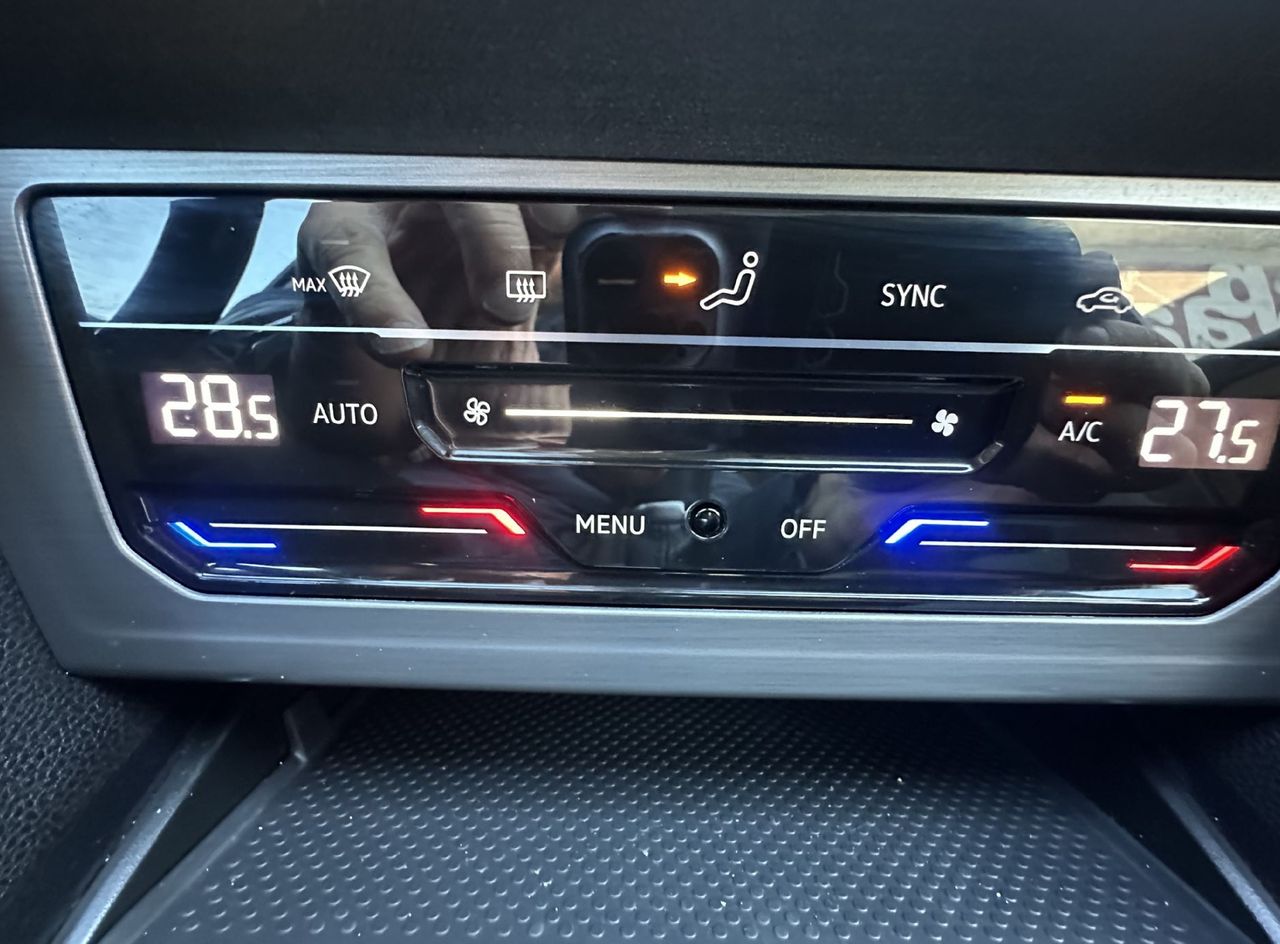 MAX
SYNC
28.5 AUTO A/C 27.5
MENU OFF